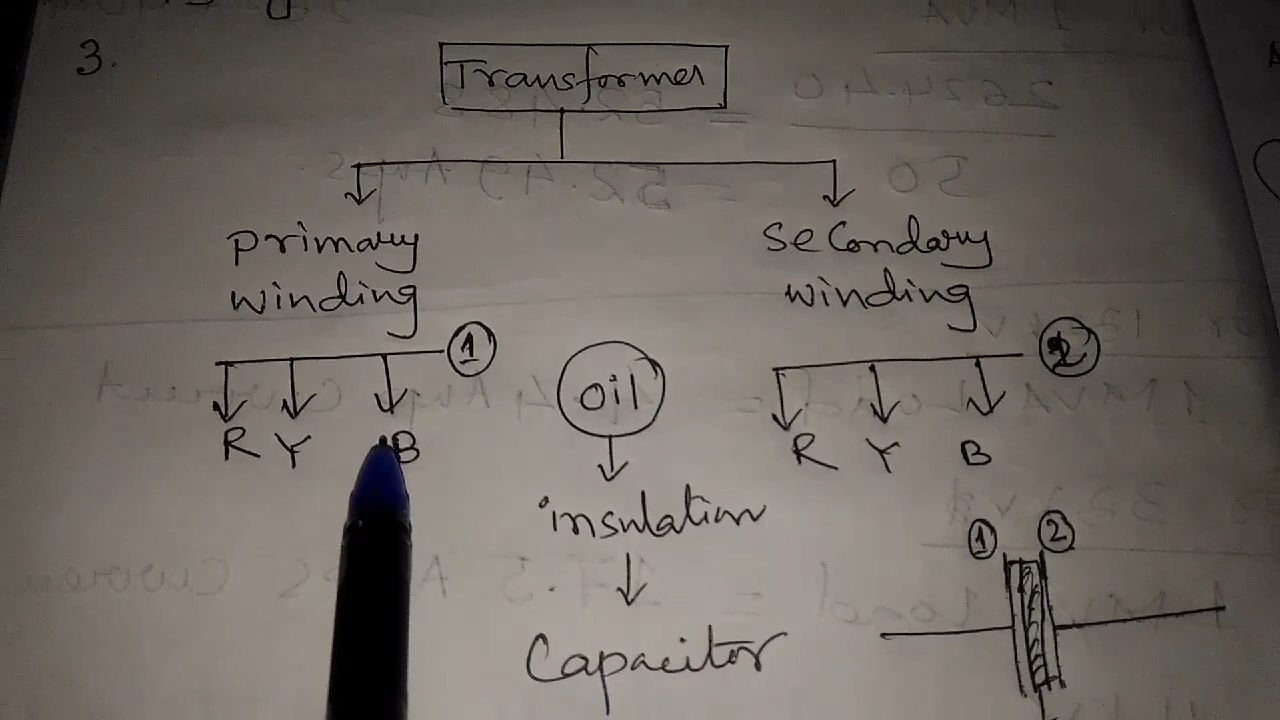 3.
Transformer
primary
winding
secondary
winding
1
2
R Y B
oil
R Y B
insulation
1 2
Capacitor